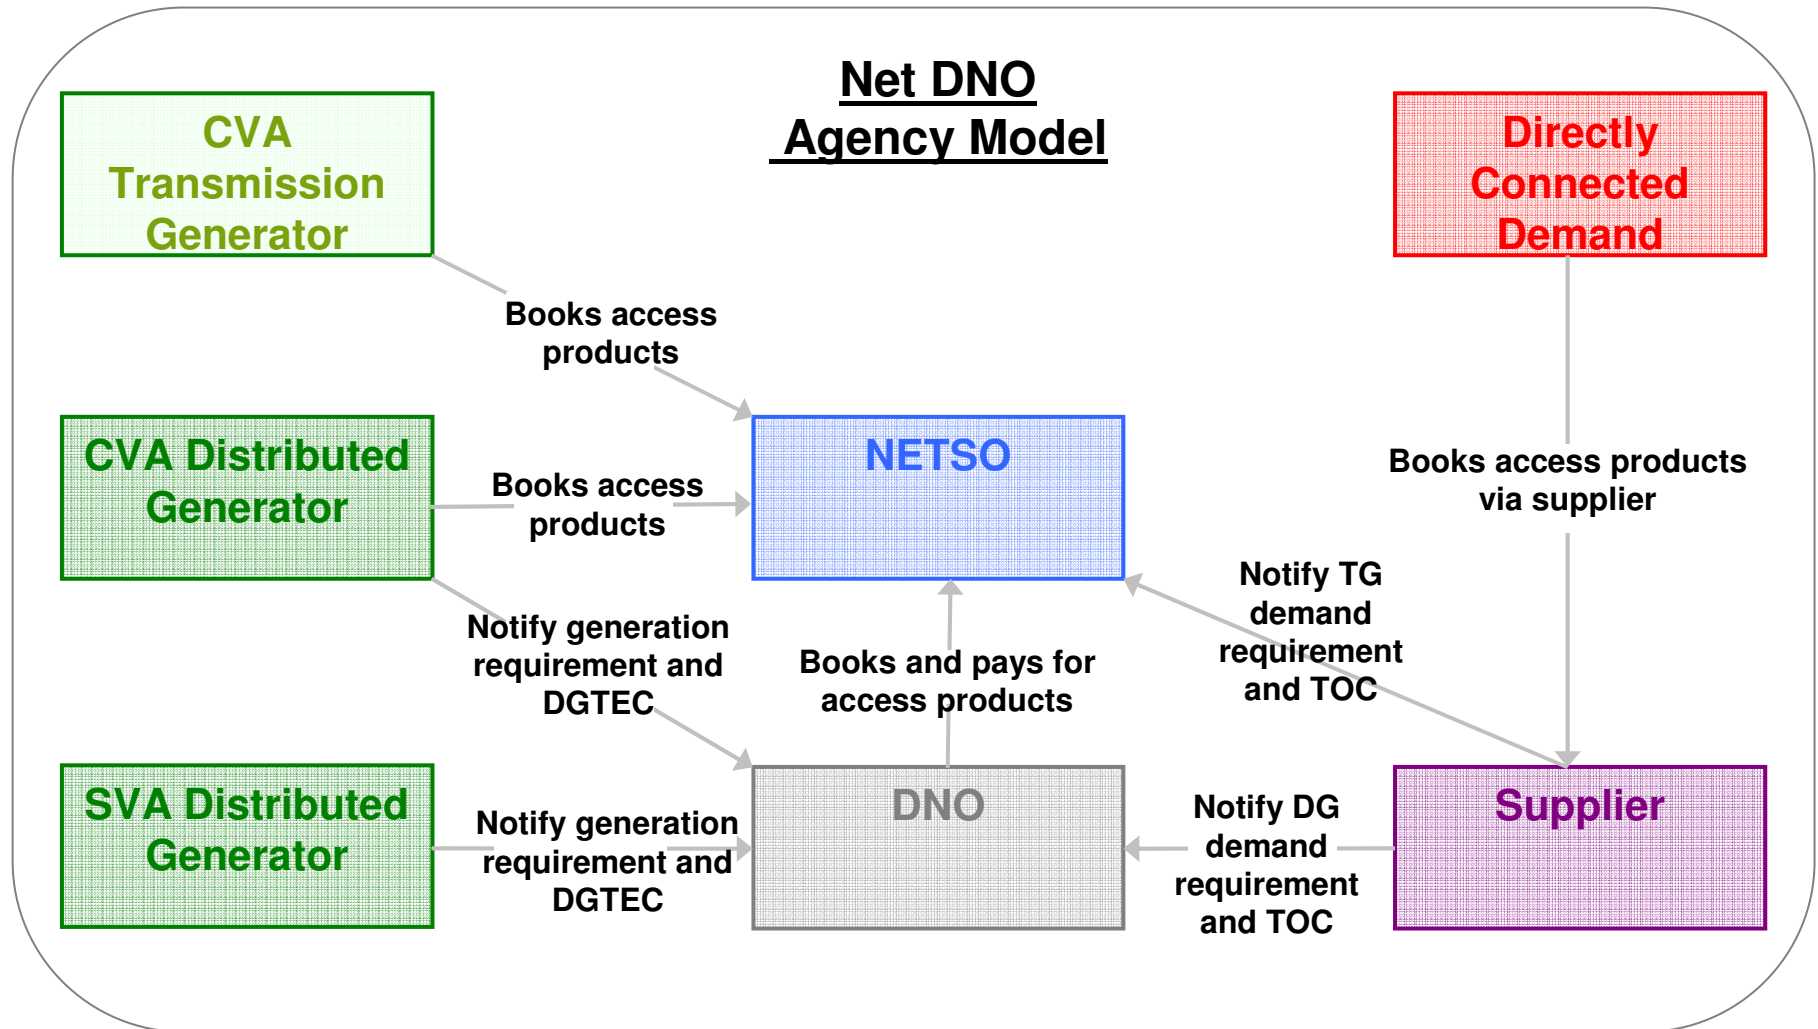 Net DNO
Agency Model
CVA
Transmission
Generator
Directly
Connected
Demand
Books access
products
CVA Distributed
Generator
Books access
products
NETSO
Books access products
via supplier
Notify generation
requirement and
DGTEC
Books and pays for
access products
Notify TG
demand
requirement
and TOC
SVA Distributed
Generator
Notify generation
requirement and
DGTEC
DNO
Notify DG
demand
requirement
and TOC
Supplier